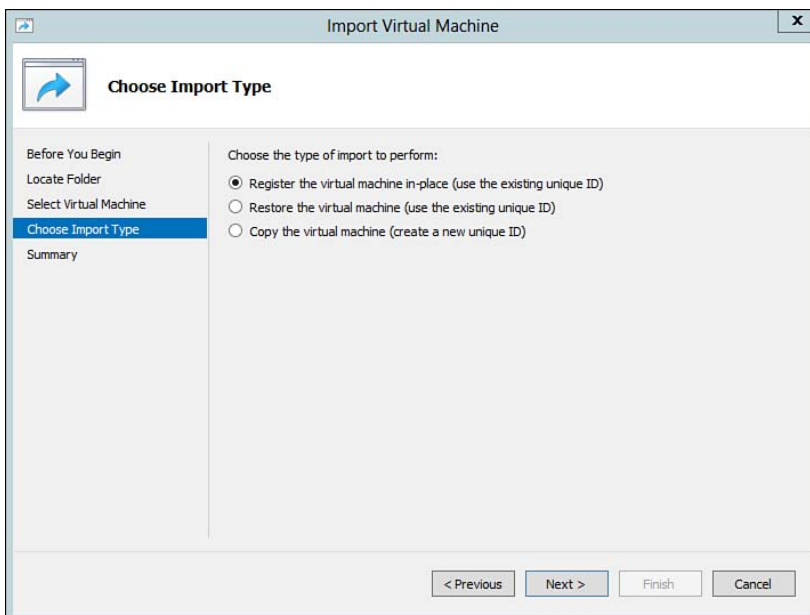 Import Virtual Machine
X
Choose Import Type
Before You Begin
Locate Folder
Select Virtual Machine
Choose Import Type
Summary
Choose the type of import to perform:
Register the virtual machine in-place (use the existing unique ID)
Restore the virtual machine (use the existing unique ID)
Copy the virtual machine (create a new unique ID)
< Previous
Next >
Finish
Cancel